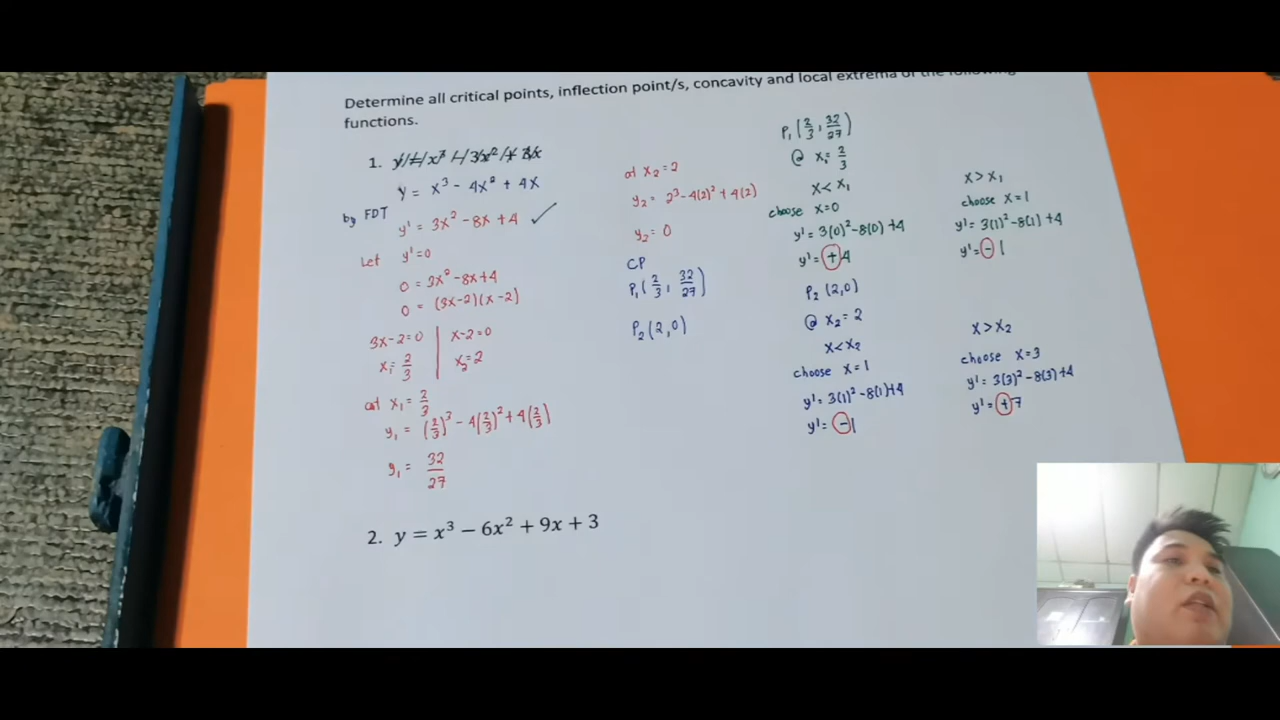 Determine all critical points, inflection point/s, concavity and local extrema of the following
functions.
1. y = x³ - 3x² + 3x
y = x³ - 4x² + 4x
by FDT
y' = 3x² - 8x + 4 ✓
Let y' = 0
0 = 3x² - 8x + 4
0 = (3x-2)(x-2)
3x-2=0 | x-2=0
x₁ = 2/3 | x₂ = 2
at x₁ = 2/3
y₁ = (2/3)³ - 4(2/3)² + 4(2/3)
y₁ = 32/27
at x₂ = 2
y₂ = 2³ - 4(2)² + 4(2)
y₂ = 0
CP
P₁(2/3, 32/27)
P₂(2,0)
P₁(2/3, 32/27)
@ x₁ = 2/3
x < x₁
choose x=0
y' = 3(0)² - 8(0) + 4
y' = + 4
x > x₁
choose x=1
y' = 3(1)² - 8(1) + 4
y' = - 1
P₂(2,0)
@ x₂ = 2
x < x₂
choose x=1
y' = 3(1)² - 8(1) + 4
y' = - 1
x > x₂
choose x=3
y' = 3(3)² - 8(3) + 4
y' = + 7
2. y = x³ − 6x² + 9x + 3